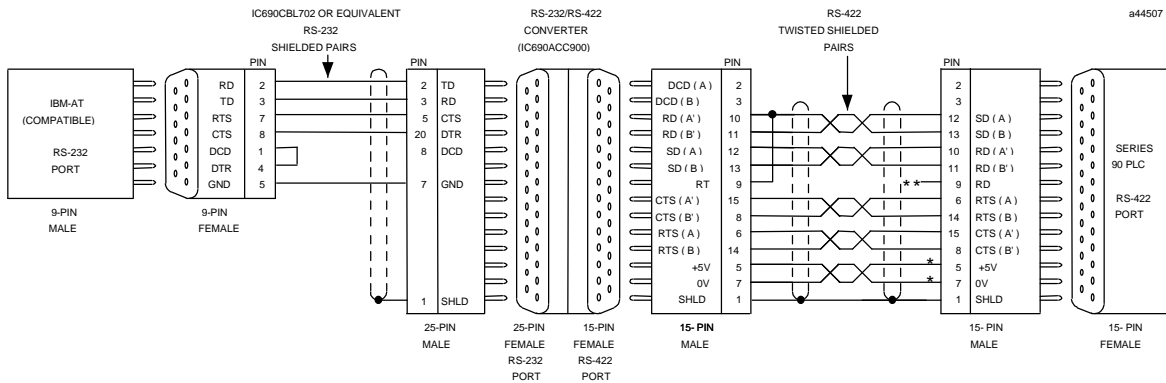 IC690CBL702 OR EQUIVALENT
RS-232
SHIELDED PAIRS
RS-232/RS-422
CONVERTER
(IC690ACC900)
RS-422
TWISTED SHIELDED
PAIRS
a44507
IBM-AT
(COMPATIBLE)
RS-232
PORT
9-PIN
MALE
PIN
RD 2
TD 3
RTS 7
CTS 8
DCD 1
DTR 4
GND 5
9-PIN
FEMALE
PIN
2 TD
3 RD
5 CTS
20 DTR
8 DCD
7 GND
1 SHLD
25-PIN
MALE
25-PIN
FEMALE
RS-232
PORT
15-PIN
FEMALE
RS-422
PORT
PIN
DCD ( A ) 2
DCD ( B ) 3
RD ( A' ) 10
RD ( B' ) 11
SD ( A ) 12
SD ( B ) 13
RT 9
CTS ( A' ) 15
CTS ( B' ) 8
RTS ( A ) 6
RTS ( B ) 14
+5V 5
0V 7
SHLD 1
15- PIN
MALE
PIN
2
3
12 SD ( A )
13 SD ( B )
10 RD ( A' )
11 RD ( B' )
** 9 RD
6 RTS ( A )
14 RTS ( B )
15 CTS ( A' )
8 CTS ( B' )
* 5 +5V
* 7 0V
1 SHLD
15- PIN
MALE
SERIES
90 PLC
RS-422
PORT
15- PIN
FEMALE